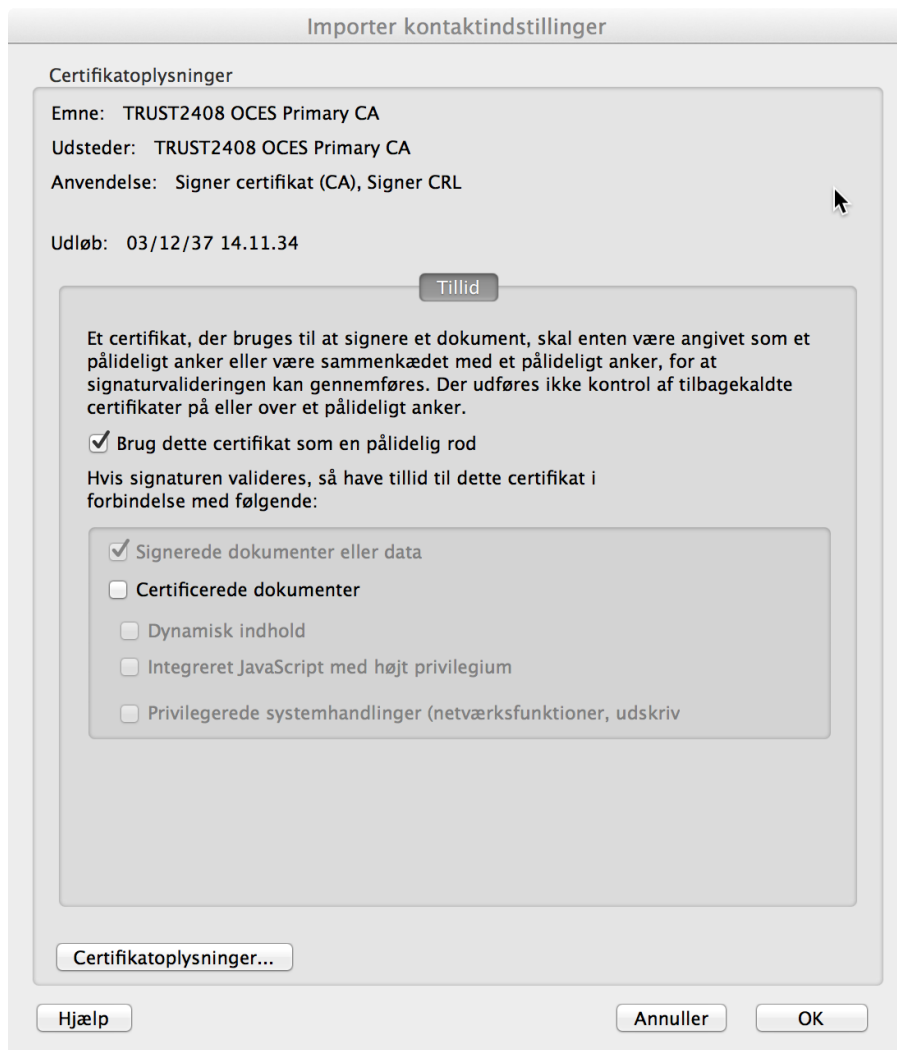 Importer kontaktindstillinger
Certifikatoplysninger
Emne: TRUST2408 OCES Primary CA
Udsteder: TRUST2408 OCES Primary CA
Anvendelse: Signer certifikat (CA), Signer CRL
Udløb: 03/12/37 14.11.34
Tillid
Et certifikat, der bruges til at signere et dokument, skal enten være angivet som et
pålideligt anker eller være sammenkædet med et pålideligt anker, for at
signaturvalideringen kan gennemføres. Der udføres ikke kontrol af tilbagekaldte
certifikater på eller over et pålideligt anker.
Brug dette certifikat som en pålidelig rod
Hvis signaturen valideres, så have tillid til dette certifikat i
forbindelse med følgende:
Signerede dokumenter eller data
Certificerede dokumenter
Dynamisk indhold
Integreret JavaScript med højt privilegium
Privilegerede systemhandlinger (netværksfunktioner, udskriv
Certifikatoplysninger...
Hjælp
Annuller
OK